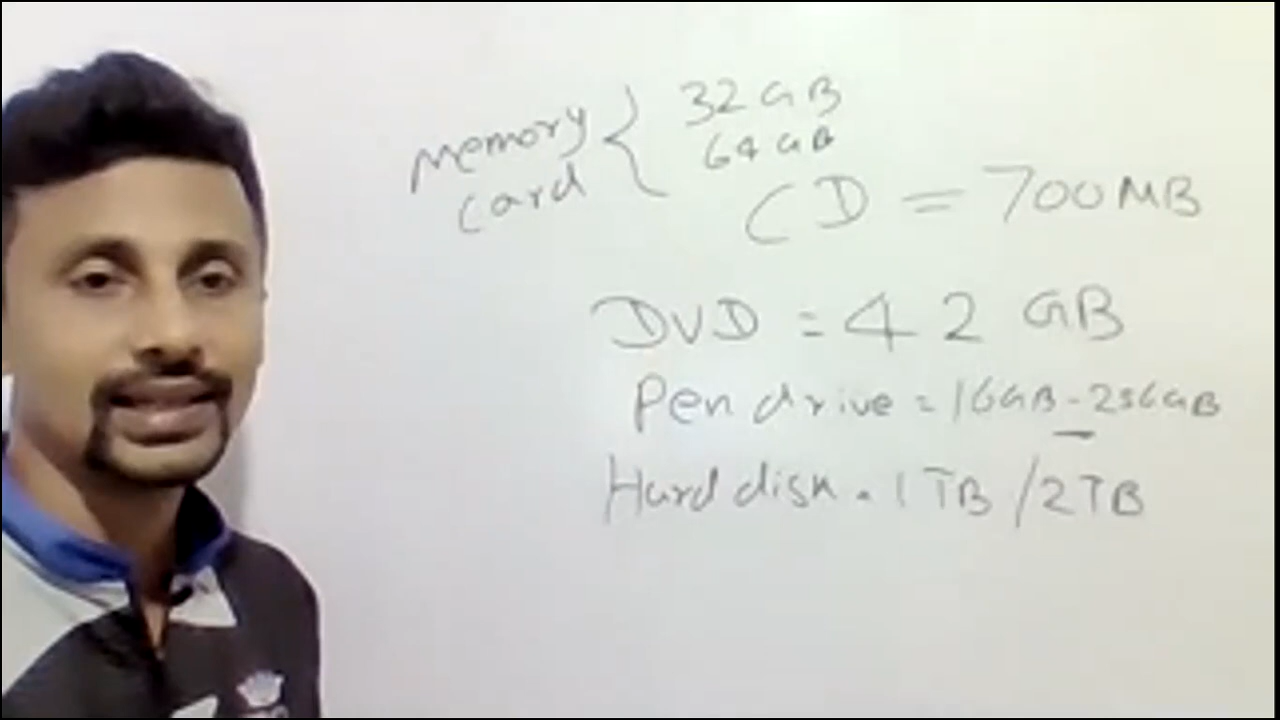 Memory card { 32 GB
64 GB
CD = 700 MB
DVD = 4 2 GB
Pen drive = 16GB - 256GB
Hard disk . 1 TB / 2 TB